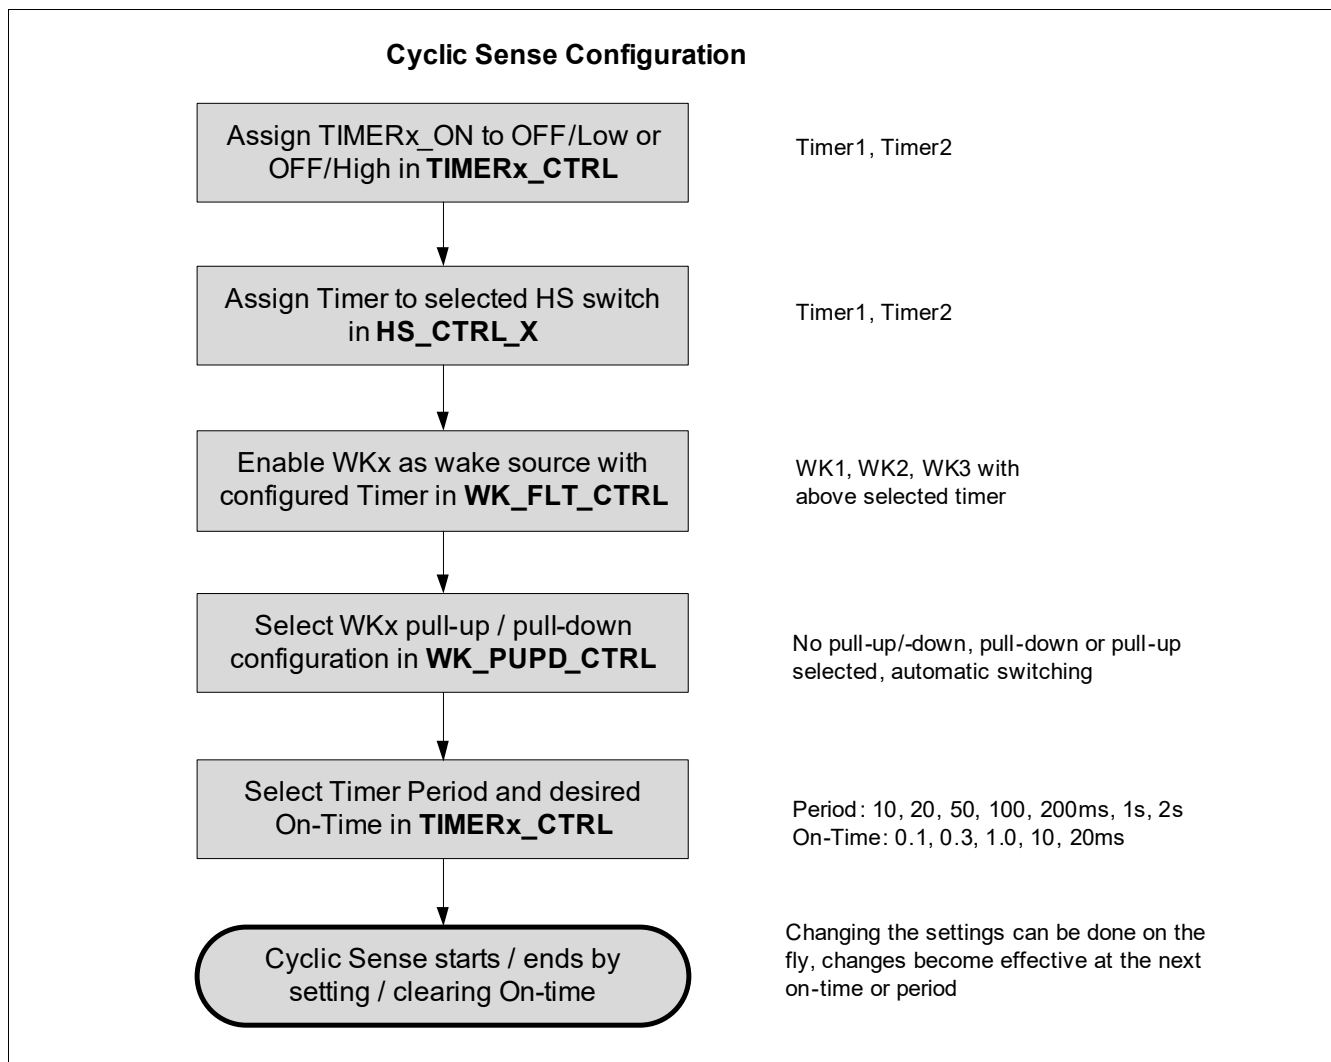 Cyclic Sense Configuration
Assign TIMERx_ON to OFF/Low or
OFF/High in TIMERx_CTRL
Timer1, Timer2
Assign Timer to selected HS switch
in HS_CTRL_X
Timer1, Timer2
Enable WKx as wake source with
configured Timer in WK_FLT_CTRL
WK1, WK2, WK3 with
above selected timer
Select WKx pull-up / pull-down
configuration in WK_PUPD_CTRL
No pull-up/-down, pull-down or pull-up
selected, automatic switching
Select Timer Period and desired
On-Time in TIMERx_CTRL
Period: 10, 20, 50, 100, 200ms, 1s, 2s
On-Time: 0.1, 0.3, 1.0, 10, 20ms
Cyclic Sense starts / ends by
setting / clearing On-time
Changing the settings can be done on the
fly, changes become effective at the next
on-time or period